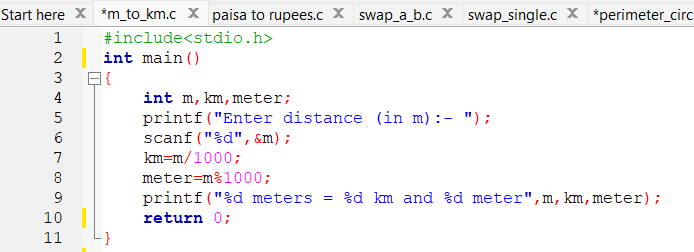 Start here *m_to_km.c paisa to rupees.c swap_a_b.c swap_single.c *perimeter_circ
1 #include<stdio.h>
2 int main()
3 {
4 int m,km,meter;
5 printf("Enter distance (in m):- ");
6 scanf("%d",&m);
7 km=m/1000;
8 meter=m%1000;
9 printf("%d meters = %d km and %d meter",m,km,meter);
10 return 0;
11 }